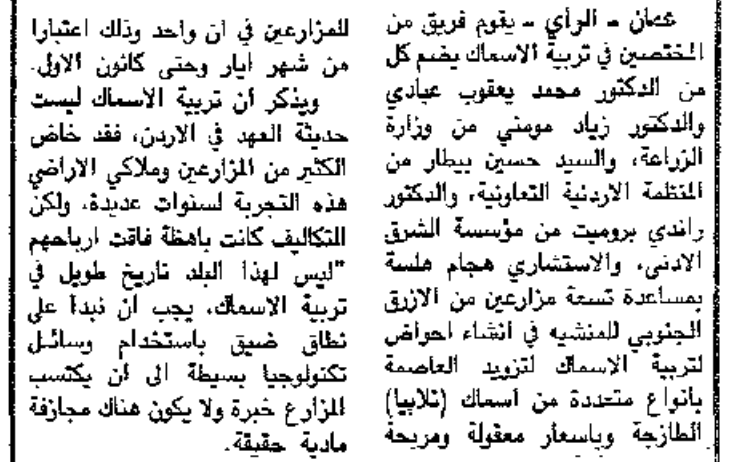 عمان - الرأي - يقوم فريق من
المختصين في تربية الاسماك يضم كل
من الدكتور محمد يعقوب عبادي
والدكتور زياد مومني من وزارة
الزراعة، والسيد حسين بيطار من
المنظمة الاردنية التعاونية، والدكتور
راندي بروميت من مؤسسة الشرق
الادنى، والاستشاري هجام هلسة
بمساعدة تسعة مزارعين من الازرق
الجنوبي للمنشيه في انشاء احواض
لتربية الاسماك لتزويد العاصمة
بانواع متعددة من أسماك (تلابيا)
الطازجة وباسعار معقولة ومريحة
للمزارعين في ان واحد وذلك اعتبارا
من شهر ايار وحتى كانون الاول.
ويذكر أن تربية الاسماك ليست
حديثة العهد في الاردن، فقد خاض
الكثير من المزارعين وملاكي الاراضي
هذه التجربة لسنوات عديدة، ولكن
التكاليف كانت باهظة فاقت ارباحهم
"ليس لهذا البلد تاريخ طويل في
تربية الاسماك، يجب ان نبدأ على
نطاق ضيق باستخدام وسائل
تكنولوجيا بسيطة الى أن يكتسب
المزارع خبرة ولا يكون هناك مجازفة
مادية حقيقة.